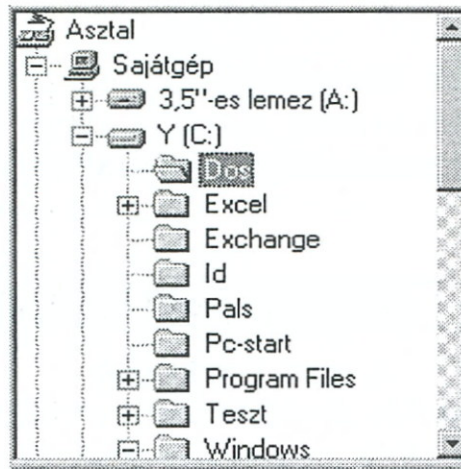 Asztal
Sajátgép
3,5''-es lemez (A:)
Y (C:)
Dos
Excel
Exchange
Id
Pals
Pc-start
Program Files
Teszt
Windows